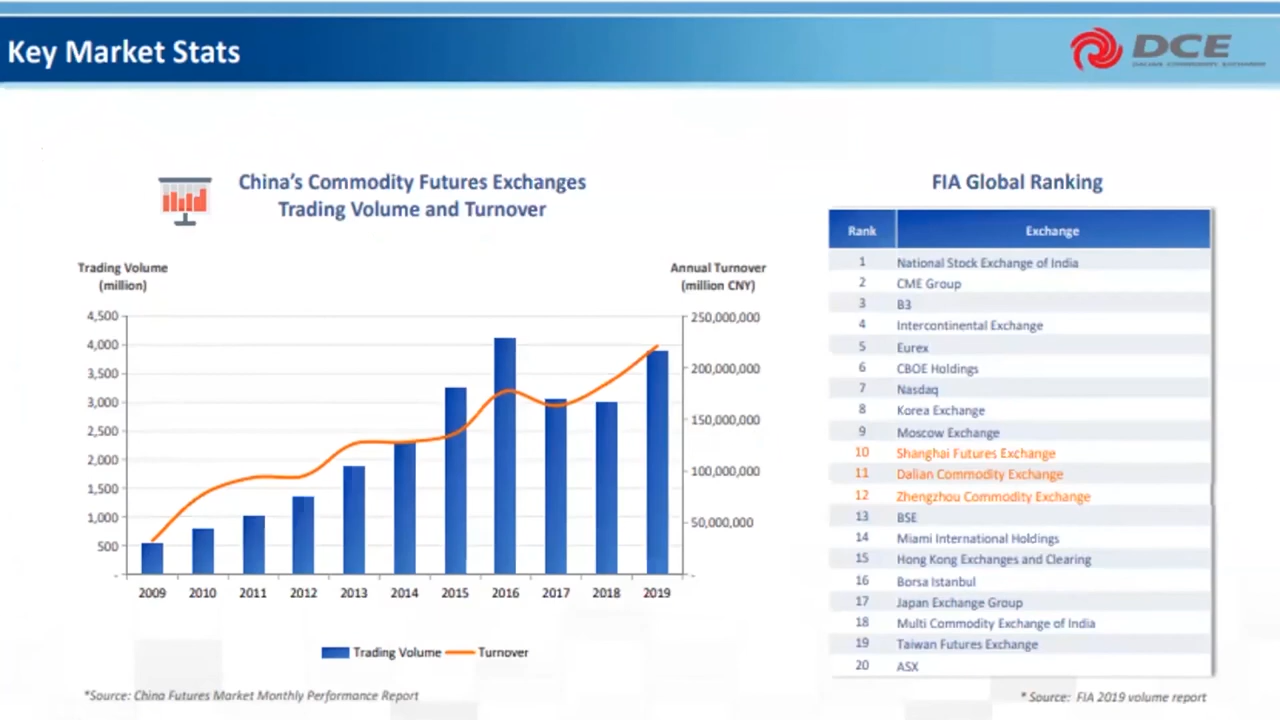 Key Market Stats
DCE
DALIAN COMMODITY EXCHANGE
China's Commodity Futures Exchanges
Trading Volume and Turnover
Trading Volume
(million)
Annual Turnover
(million CNY)
4,500
4,000
3,500
3,000
2,500
2,000
1,500
1,000
500
-
250,000,000
200,000,000
150,000,000
100,000,000
50,000,000
-
2009 2010 2011 2012 2013 2014 2015 2016 2017 2018 2019
Trading Volume Turnover
*Source: China Futures Market Monthly Performance Report
FIA Global Ranking
Rank Exchange
1 National Stock Exchange of India
2 CME Group
3 B3
4 Intercontinental Exchange
5 Eurex
6 CBOE Holdings
7 Nasdaq
8 Korea Exchange
9 Moscow Exchange
10 Shanghai Futures Exchange
11 Dalian Commodity Exchange
12 Zhengzhou Commodity Exchange
13 BSE
14 Miami International Holdings
15 Hong Kong Exchanges and Clearing
16 Borsa Istanbul
17 Japan Exchange Group
18 Multi Commodity Exchange of India
19 Taiwan Futures Exchange
20 ASX
* Source: FIA 2019 volume report